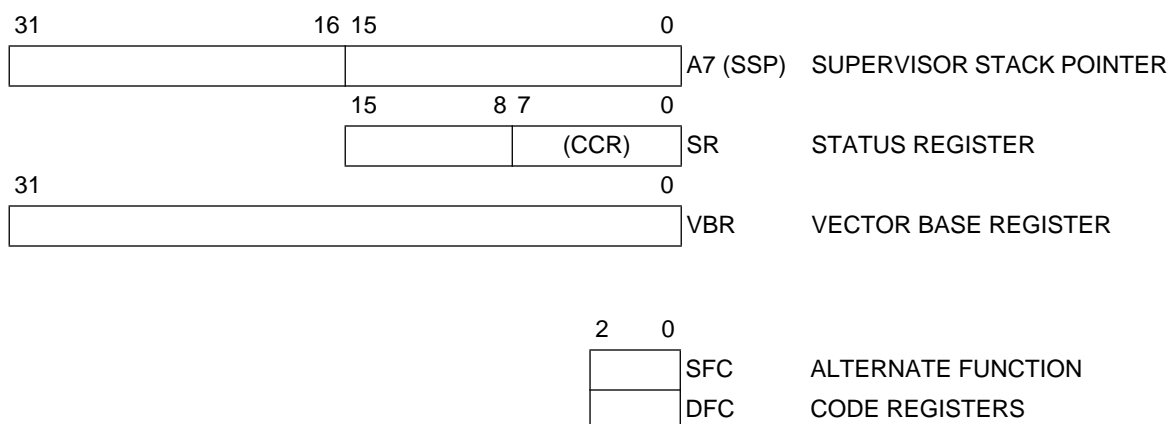 31 16 15 0
A7 (SSP) SUPERVISOR STACK POINTER
15 8 7 0
(CCR) SR STATUS REGISTER
31 0
VBR VECTOR BASE REGISTER
2 0
SFC ALTERNATE FUNCTION
DFC CODE REGISTERS